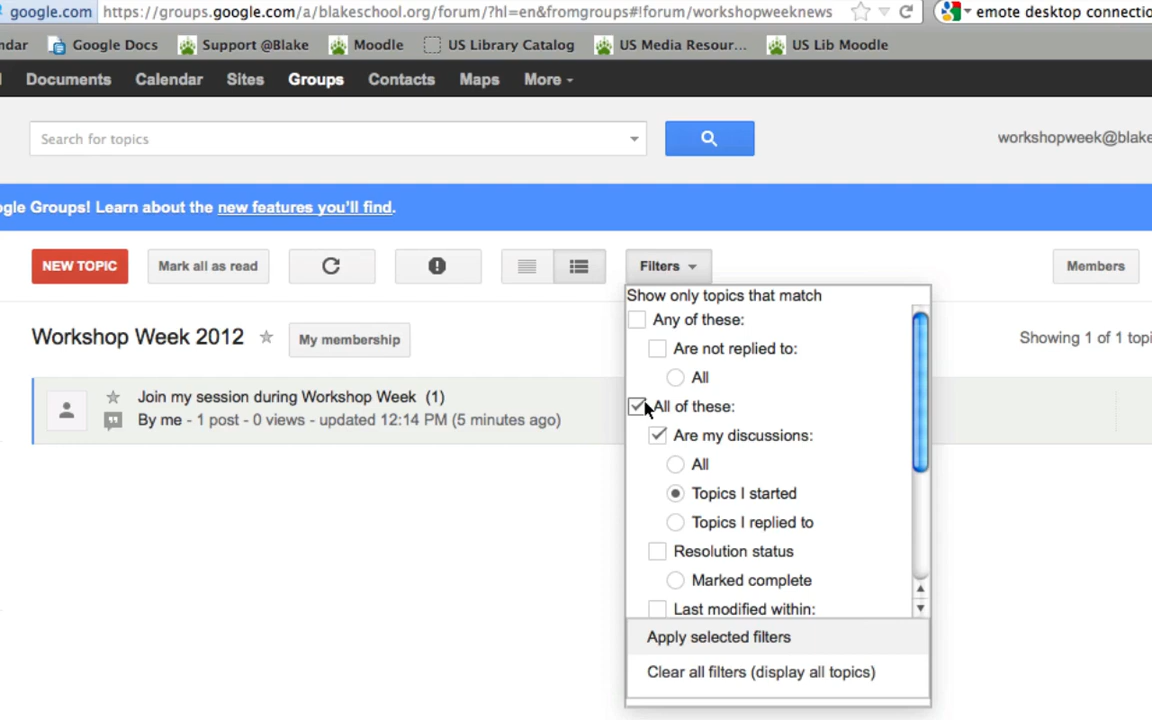 google.com https://groups.google.com/a/blakeschool.org/forum/?hl=en&fromgroups#!forum/workshopweeknews emote desktop connectio
ndar Google Docs Support @Blake Moodle US Library Catalog US Media Resour... US Lib Moodle
Documents Calendar Sites Groups Contacts Maps More
Search for topics
workshopweek@blake
ogle Groups! Learn about the new features you'll find.
NEW TOPIC Mark all as read Filters Members
Show only topics that match
Any of these:
Workshop Week 2012 My membership
Showing 1 of 1 topi
Are not replied to:
All
Join my session during Workshop Week (1)
By me - 1 post - 0 views - updated 12:14 PM (5 minutes ago)
All of these:
Are my discussions:
All
Topics I started
Topics I replied to
Resolution status
Marked complete
Last modified within:
Apply selected filters
Clear all filters (display all topics)